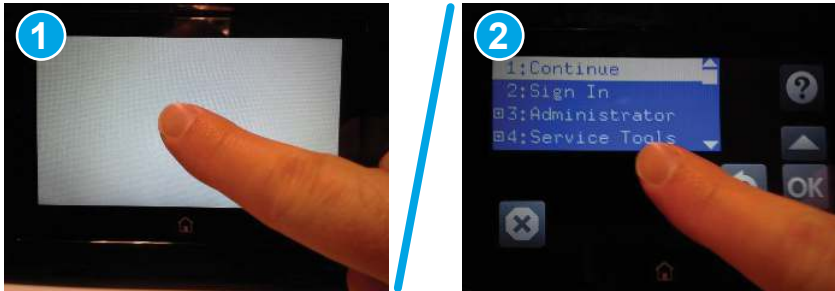 1
2
1:Continue
2:Sign In
3:Administrator
4:Service Tools
?
OK